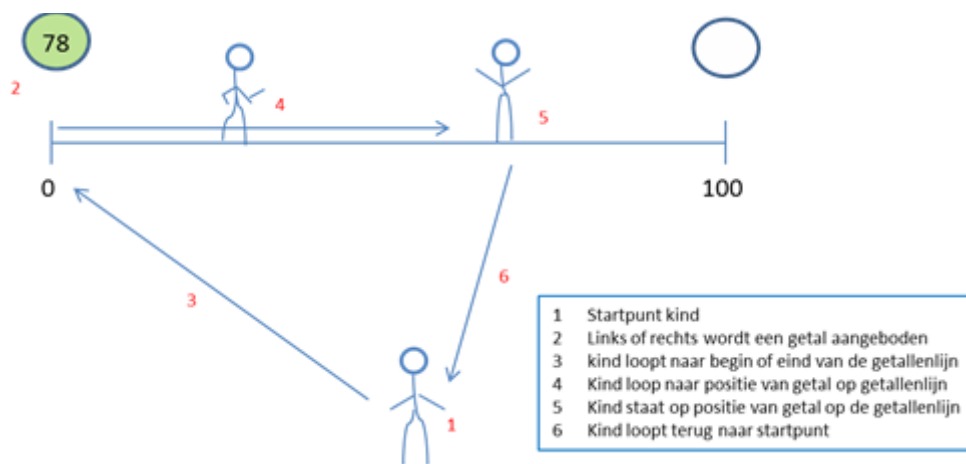 78
2
4
5
0
100
3
6
1
1 Startpunt kind
2 Links of rechts wordt een getal aangeboden
3 kind loopt naar begin of eind van de getallenlijn
4 Kind loop naar positie van getal op getallenlijn
5 Kind staat op positie van getal op de getallenlijn
6 Kind loopt terug naar startpunt